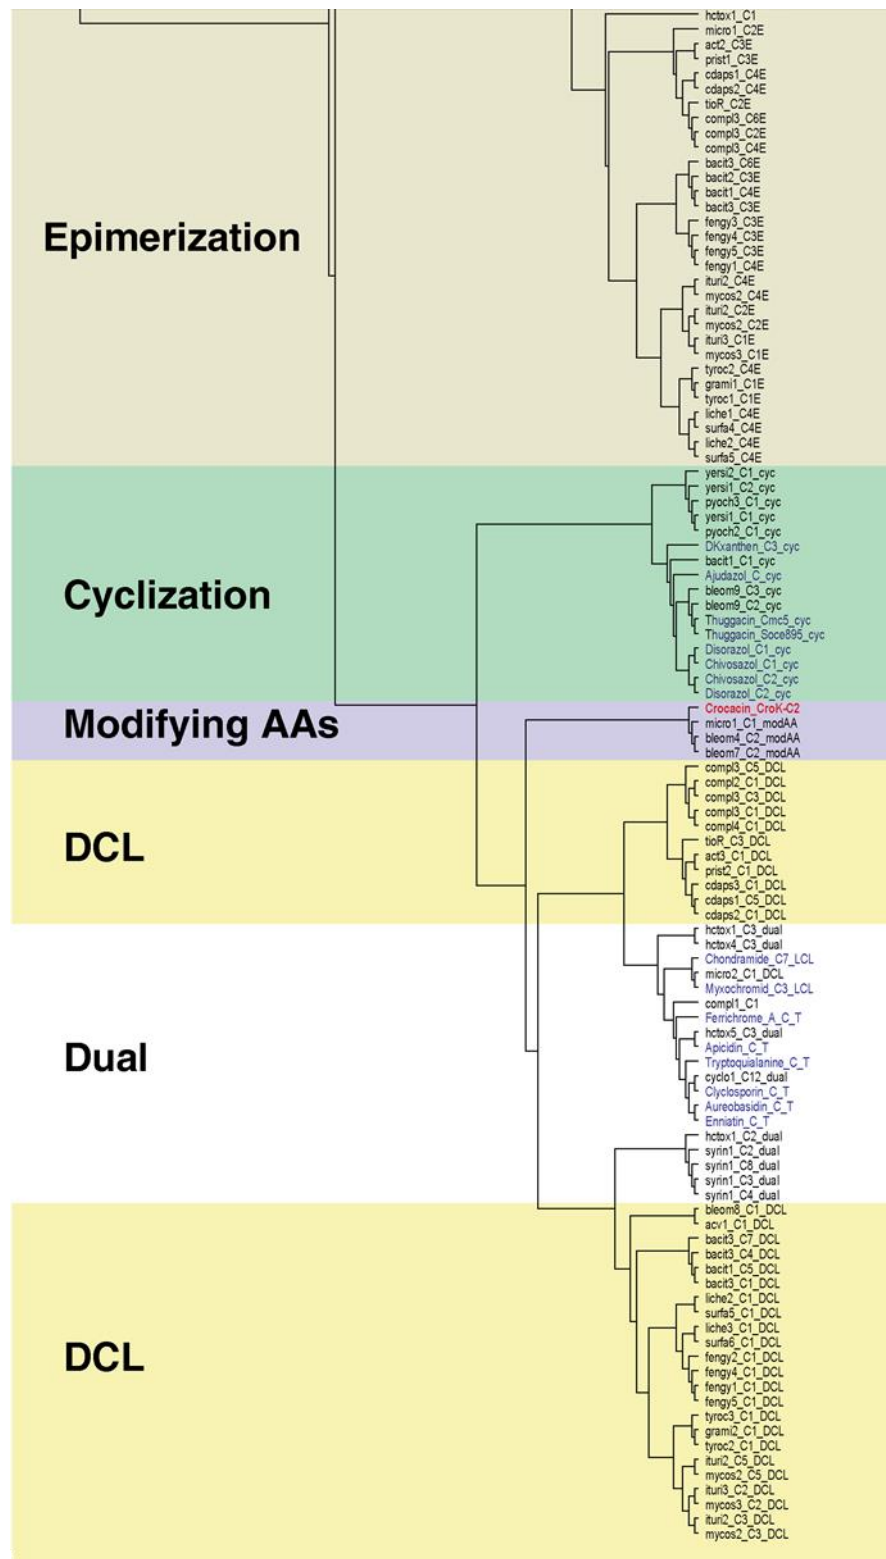 hctox1_C1
micro1_C2E
act2_C3E
prist1_C3E
cdaps1_C4E
cdaps2_C4E
tioR_C2E
compl3_C6E
compl3_C2E
compl3_C4E
bacit3_C6E
bacit2_C3E
bacit1_C4E
bacit3_C3E
fengy3_C3E
Epimerization
fengy4_C3E
fengy5_C3E
fengy1_C4E
ituri2_C4E
mycos2_C4E
ituri2_C2E
mycos2_C2E
ituri3_C1E
mycos3_C1E
tyroc2_C4E
grami1_C1E
tyroc1_C1E
liche1_C4E
surfa4_C4E
liche2_C4E
surfa5_C4E
yersi2_C1_cyc
yersi1_C2_cyc
pyoch3_C1_cyc
yersi1_C1_cyc
pyoch2_C1_cyc
DKxanthen_C3_cyc
bacit1_C1_cyc
Ajudazol_C_cyc
Cyclization
bleom9_C3_cyc
bleom9_C2_cyc
Thuggacin_Cmc5_cyc
Thuggacin_Soce895_cyc
Disorazol_C1_cyc
Chivosazol_C1_cyc
Chivosazol_C2_cyc
Disorazol_C2_cyc
Crocacin_CroK-C2
Modifying AAs
micro1_C1_modAA
bleom4_C2_modAA
bleom7_C2_modAA
compl3_C5_DCL
compl2_C1_DCL
compl3_C3_DCL
compl3_C1_DCL
compl4_C1_DCL
tioR_C3_DCL
DCL
act3_C1_DCL
prist2_C1_DCL
cdaps3_C1_DCL
cdaps1_C5_DCL
cdaps2_C1_DCL
hctox1_C3_dual
hctox4_C3_dual
Chondramide_C7_LCL
micro2_C1_DCL
Myxochromid_C3_LCL
compl1_C1
Ferrichrome_A_C_T
hctox5_C3_dual
Apicidin_C_T
Dual
Tryptoquialanine_C_T
cyclo1_C12_dual
Clyclosporin_C_T
Aureobasidin_C_T
Enniatin_C_T
hctox1_C2_dual
syrin1_C2_dual
syrin1_C8_dual
syrin1_C3_dual
syrin1_C4_dual
bleom8_C1_DCL
acv1_C1_DCL
bacit3_C7_DCL
bacit3_C4_DCL
bacit1_C5_DCL
bacit3_C1_DCL
liche2_C1_DCL
surfa5_C1_DCL
liche3_C1_DCL
surfa6_C1_DCL
DCL
fengy2_C1_DCL
fengy4_C1_DCL
fengy1_C1_DCL
fengy5_C1_DCL
tyroc3_C1_DCL
grami2_C1_DCL
tyroc2_C1_DCL
ituri2_C5_DCL
mycos2_C5_DCL
ituri3_C2_DCL
mycos3_C2_DCL
ituri2_C3_DCL
mycos2_C3_DCL